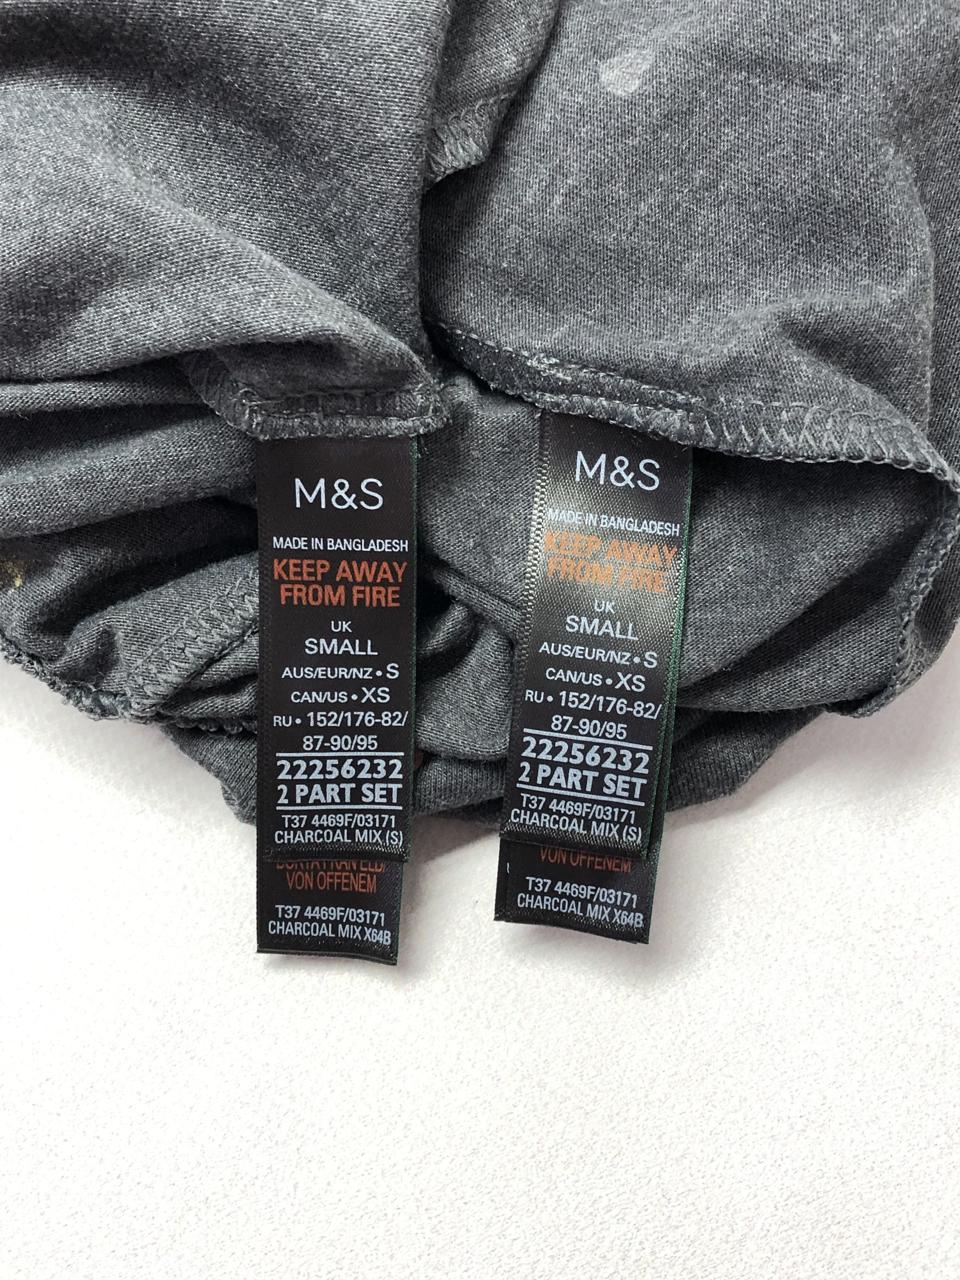 M&S
MADE IN BANGLADESH
KEEP AWAY
FROM FIRE
UK
SMALL
AUS/EUR/NZ • S
CAN/US • XS
RU • 152/176-82/
87-90/95
22256232
2 PART SET
T37 4469F/03171
CHARCOAL MIX (S)
VON OFFENEM
T37 4469F/03171
CHARCOAL MIX X64B
M&S
MADE IN BANGLADESH
KEEP AWAY
FROM FIRE
UK
SMALL
AUS/EUR/NZ • S
CAN/US • XS
RU • 152/176-82/
87-90/95
22256232
2 PART SET
T37 4469F/03171
CHARCOAL MIX (S)
VON OFFENEM
T37 4469F/03171
CHARCOAL MIX X64B